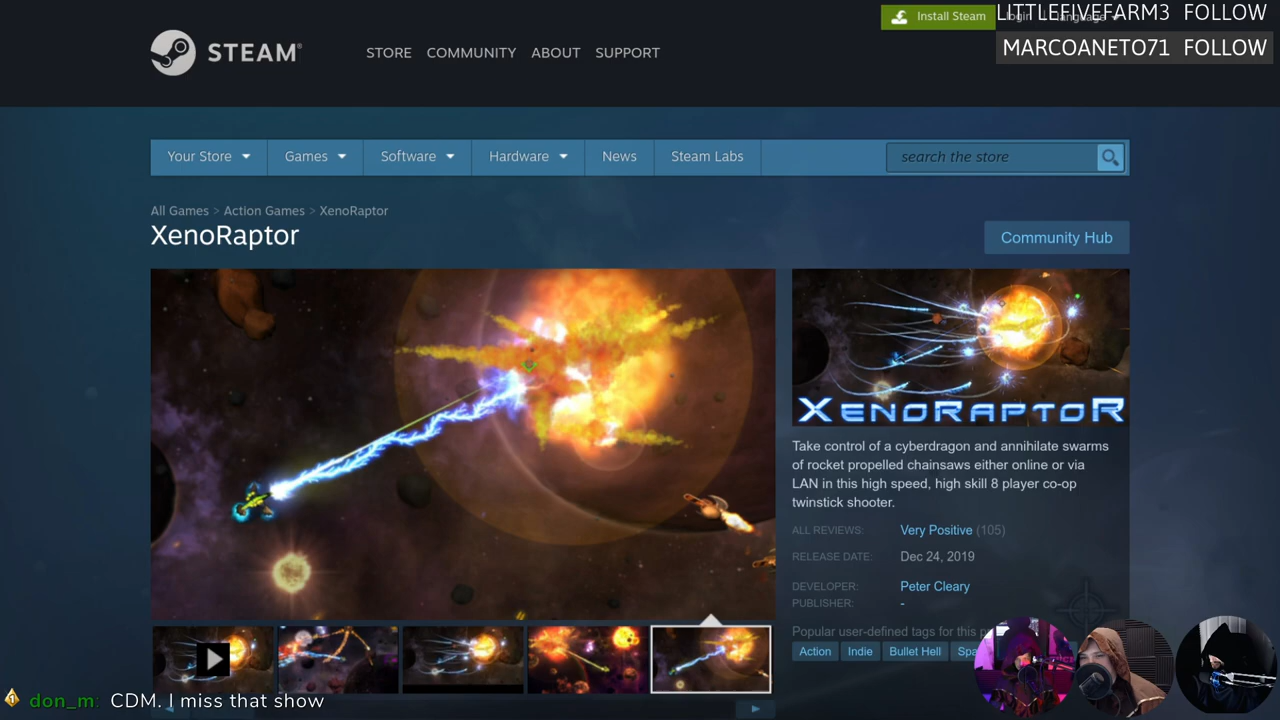 LITTLEFIVEFARM3 FOLLOW
Install Steam
login | language
MARCOANETO71 FOLLOW
STEAM®
STORE COMMUNITY ABOUT SUPPORT
Your Store Games Software Hardware News Steam Labs
search the store
All Games > Action Games > XenoRaptor
XenoRaptor
Community Hub
XENORAPTOR
Take control of a cyberdragon and annihilate swarms
of rocket propelled chainsaws either online or via
LAN in this high speed, high skill 8 player co-op
twinstick shooter.
ALL REVIEWS: Very Positive (105)
RELEASE DATE: Dec 24, 2019
DEVELOPER: Peter Cleary
PUBLISHER: -
Popular user-defined tags for this
Action Indie Bullet Hell
don_m: CDM. I miss that show